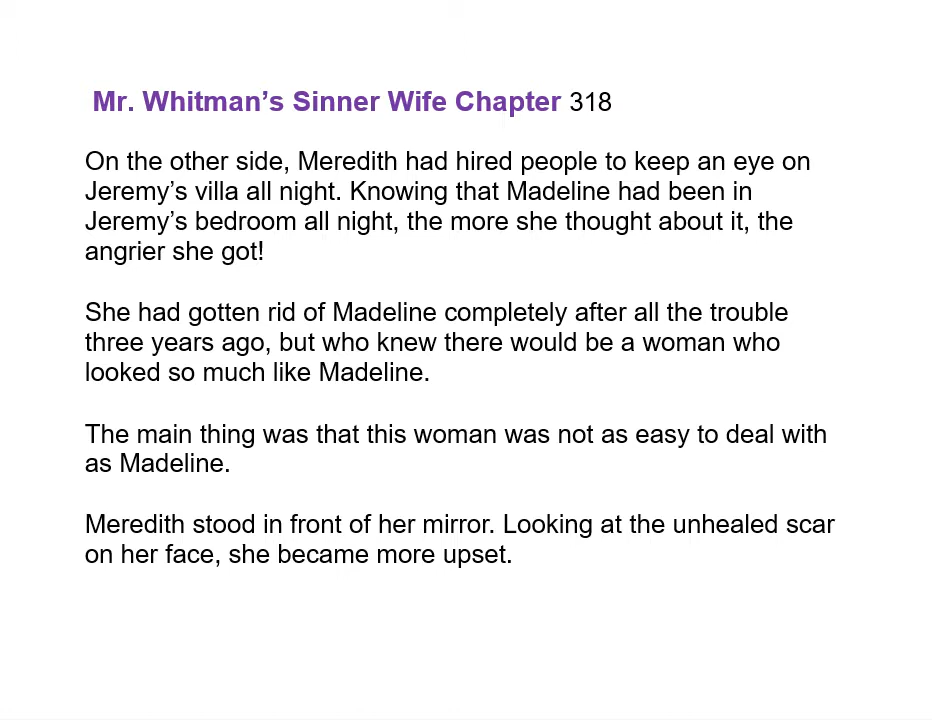 Mr. Whitman’s Sinner Wife Chapter 318
On the other side, Meredith had hired people to keep an eye on
Jeremy’s villa all night. Knowing that Madeline had been in
Jeremy’s bedroom all night, the more she thought about it, the
angrier she got!
She had gotten rid of Madeline completely after all the trouble
three years ago, but who knew there would be a woman who
looked so much like Madeline.
The main thing was that this woman was not as easy to deal with
as Madeline.
Meredith stood in front of her mirror. Looking at the unhealed scar
on her face, she became more upset.